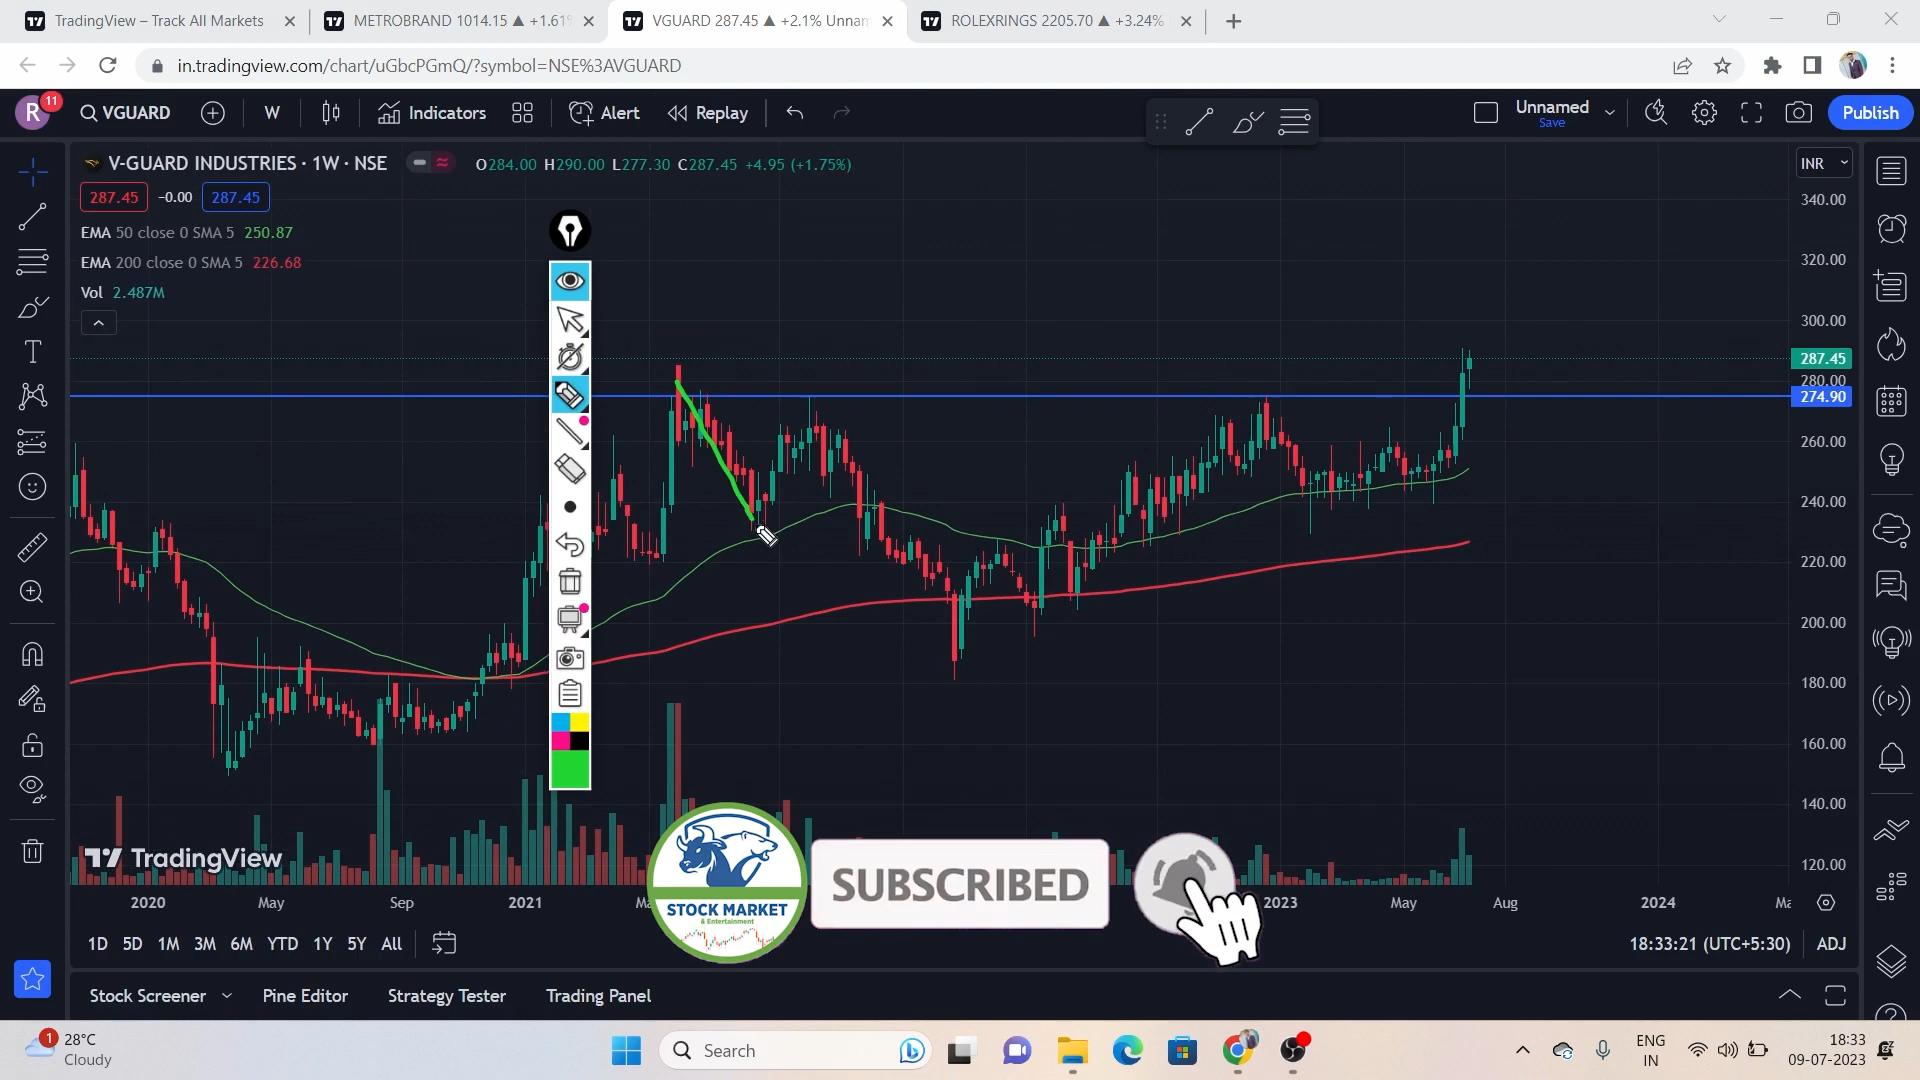 TradingView – Track All Markets
METROBRAND 1014.15 ▲ +1.61%
VGUARD 287.45 ▲ +2.1% Unnam
ROLEXRINGS 2205.70 ▲ +3.24%
in.tradingview.com/chart/uGbcPGmQ/?symbol=NSE%3AVGUARD
R
11
VGUARD
W
Indicators
Alert
Replay
Unnamed
Save
Publish
V-GUARD INDUSTRIES · 1W · NSE
O284.00 H290.00 L277.30 C287.45 +4.95 (+1.75%)
INR
287.45
-0.00
287.45
EMA 50 close 0 SMA 5 250.87
EMA 200 close 0 SMA 5 226.68
Vol 2.487M
340.00
320.00
300.00
287.45
280.00
274.90
260.00
240.00
220.00
200.00
180.00
160.00
140.00
120.00
TradingView
STOCK MARKET
& Entertainment
SUBSCRIBED
2020
May
Sep
2021
2023
May
Aug
2024
1D 5D 1M 3M 6M YTD 1Y 5Y All
18:33:21 (UTC+5:30)
ADJ
Stock Screener
Pine Editor
Strategy Tester
Trading Panel
1
28°C
Cloudy
Search
ENG
IN
18:33
09-07-2023